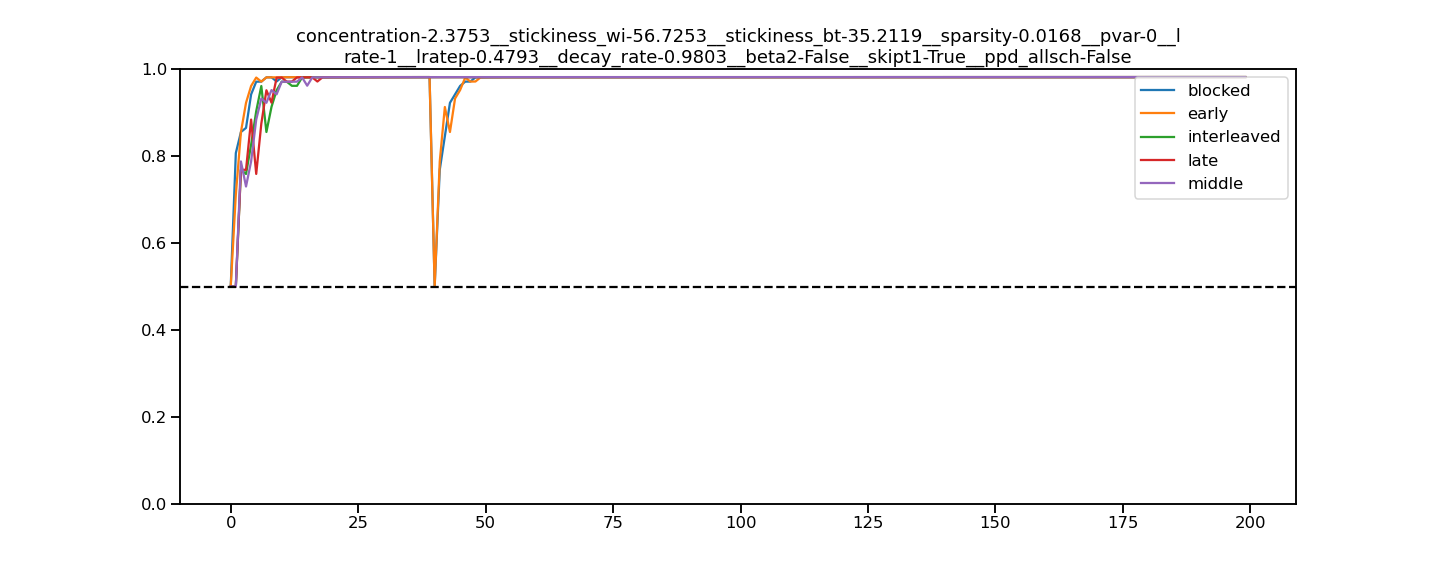 concentration-2.3753__stickiness_wi-56.7253__stickiness_bt-35.2119__sparsity-0.0168__pvar-0__l
rate-1__lratep-0.4793__decay_rate-0.9803__beta2-False__skipt1-True__ppd_allsch-False
1.0
0.8
0.6
0.4
0.2
0.0
blocked
early
interleaved
late
middle
0 25 50 75 100 125 150 175 200